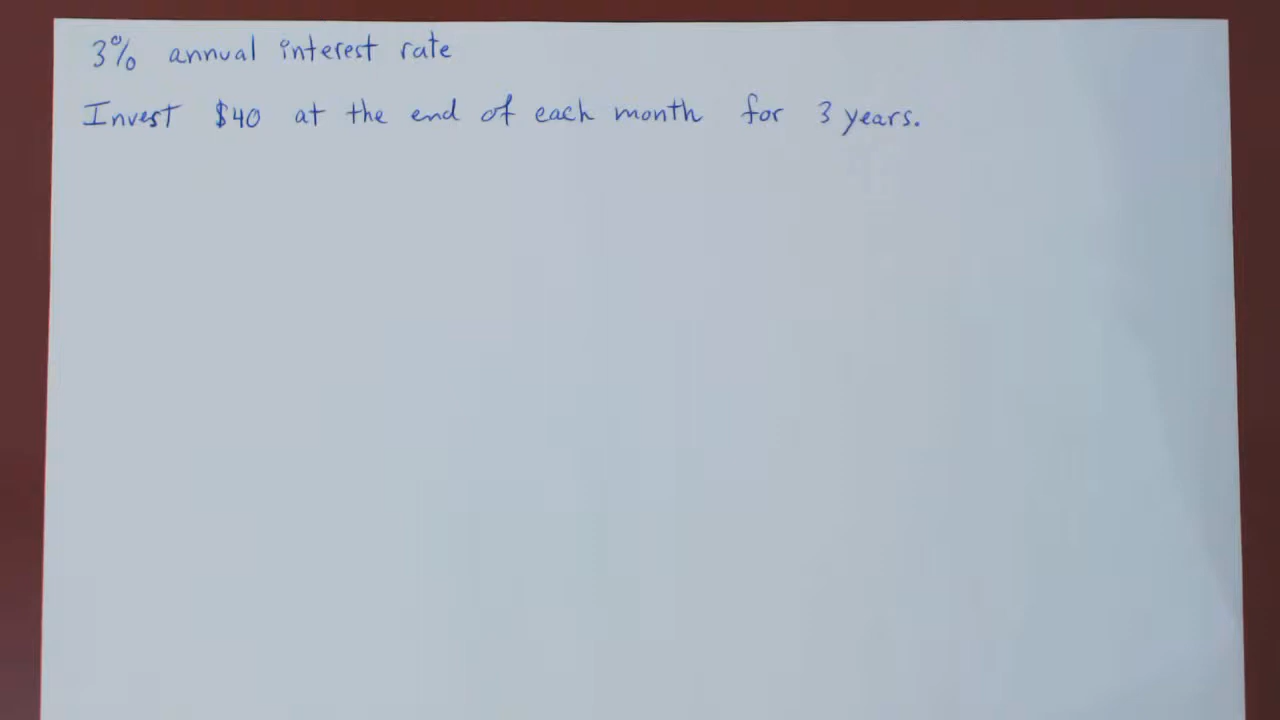 3% annual interest rate
Invest $40 at the end of each month for 3 years.